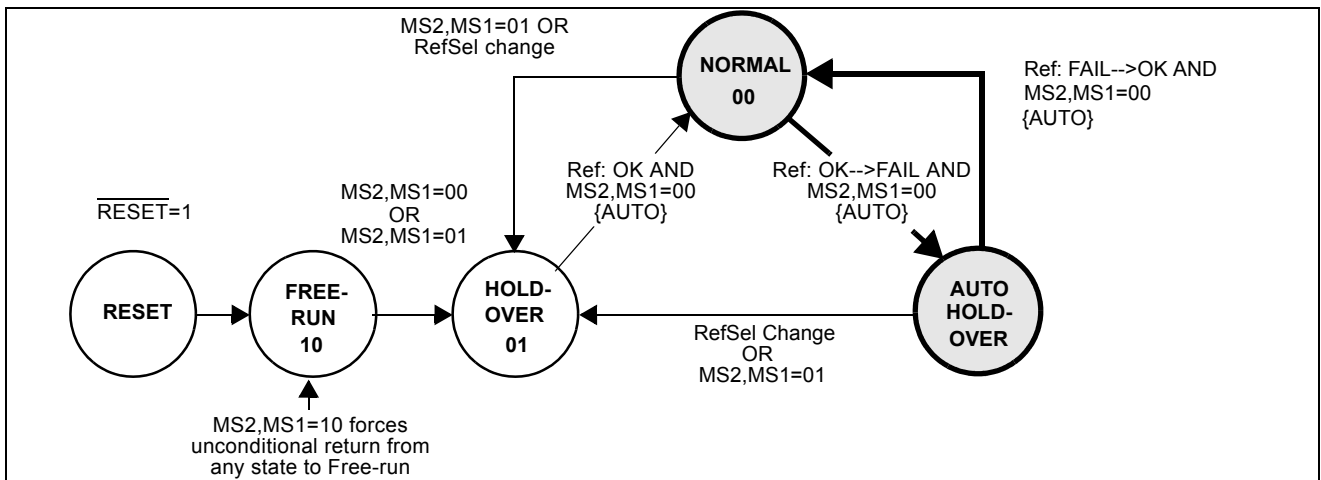 MS2,MS1=01 OR
RefSel change
NORMAL
00
Ref: FAIL-->OK AND
MS2,MS1=00
{AUTO}
Ref: OK AND
MS2,MS1=00
{AUTO}
Ref: OK-->FAIL AND
MS2,MS1=00
{AUTO}
RESET=1
MS2,MS1=00
OR
MS2,MS1=01
RESET
FREE-
RUN
10
HOLD-
OVER
01
AUTO
HOLD-
OVER
RefSel Change
OR
MS2,MS1=01
MS2,MS1=10 forces
unconditional return from
any state to Free-run